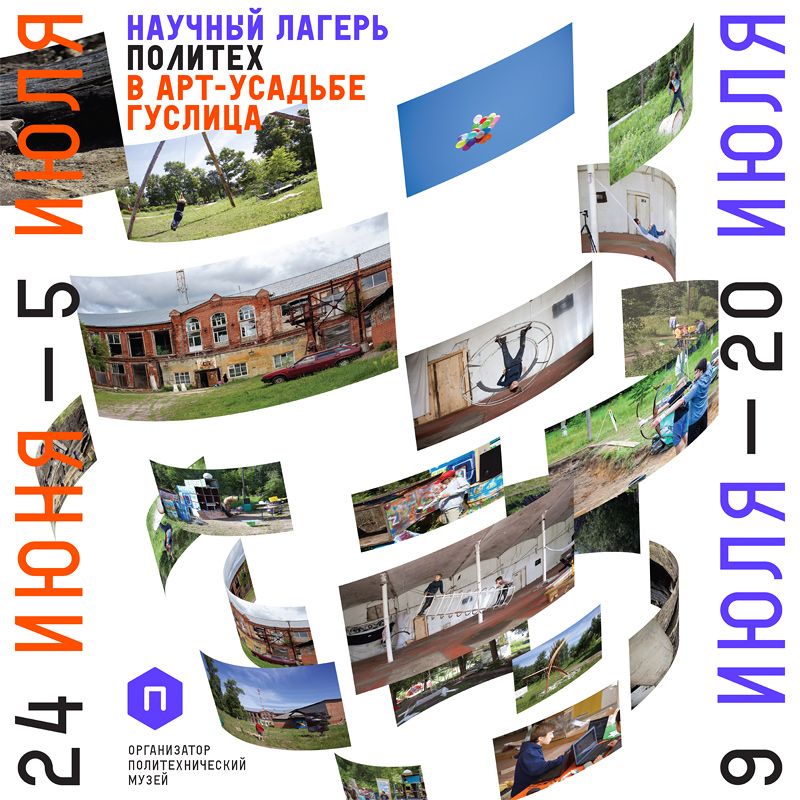 НАУЧНЫЙ ЛАГЕРЬ
ПОЛИТЕХ
В АРТ-УСАДЬБЕ
ГУСЛИЦА
24 ИЮНЯ — 5 ИЮЛЯ
9 ИЮЛЯ — 20 ИЮЛЯ
П
ОРГАНИЗАТОР
ПОЛИТЕХНИЧЕСКИЙ
МУЗЕЙ